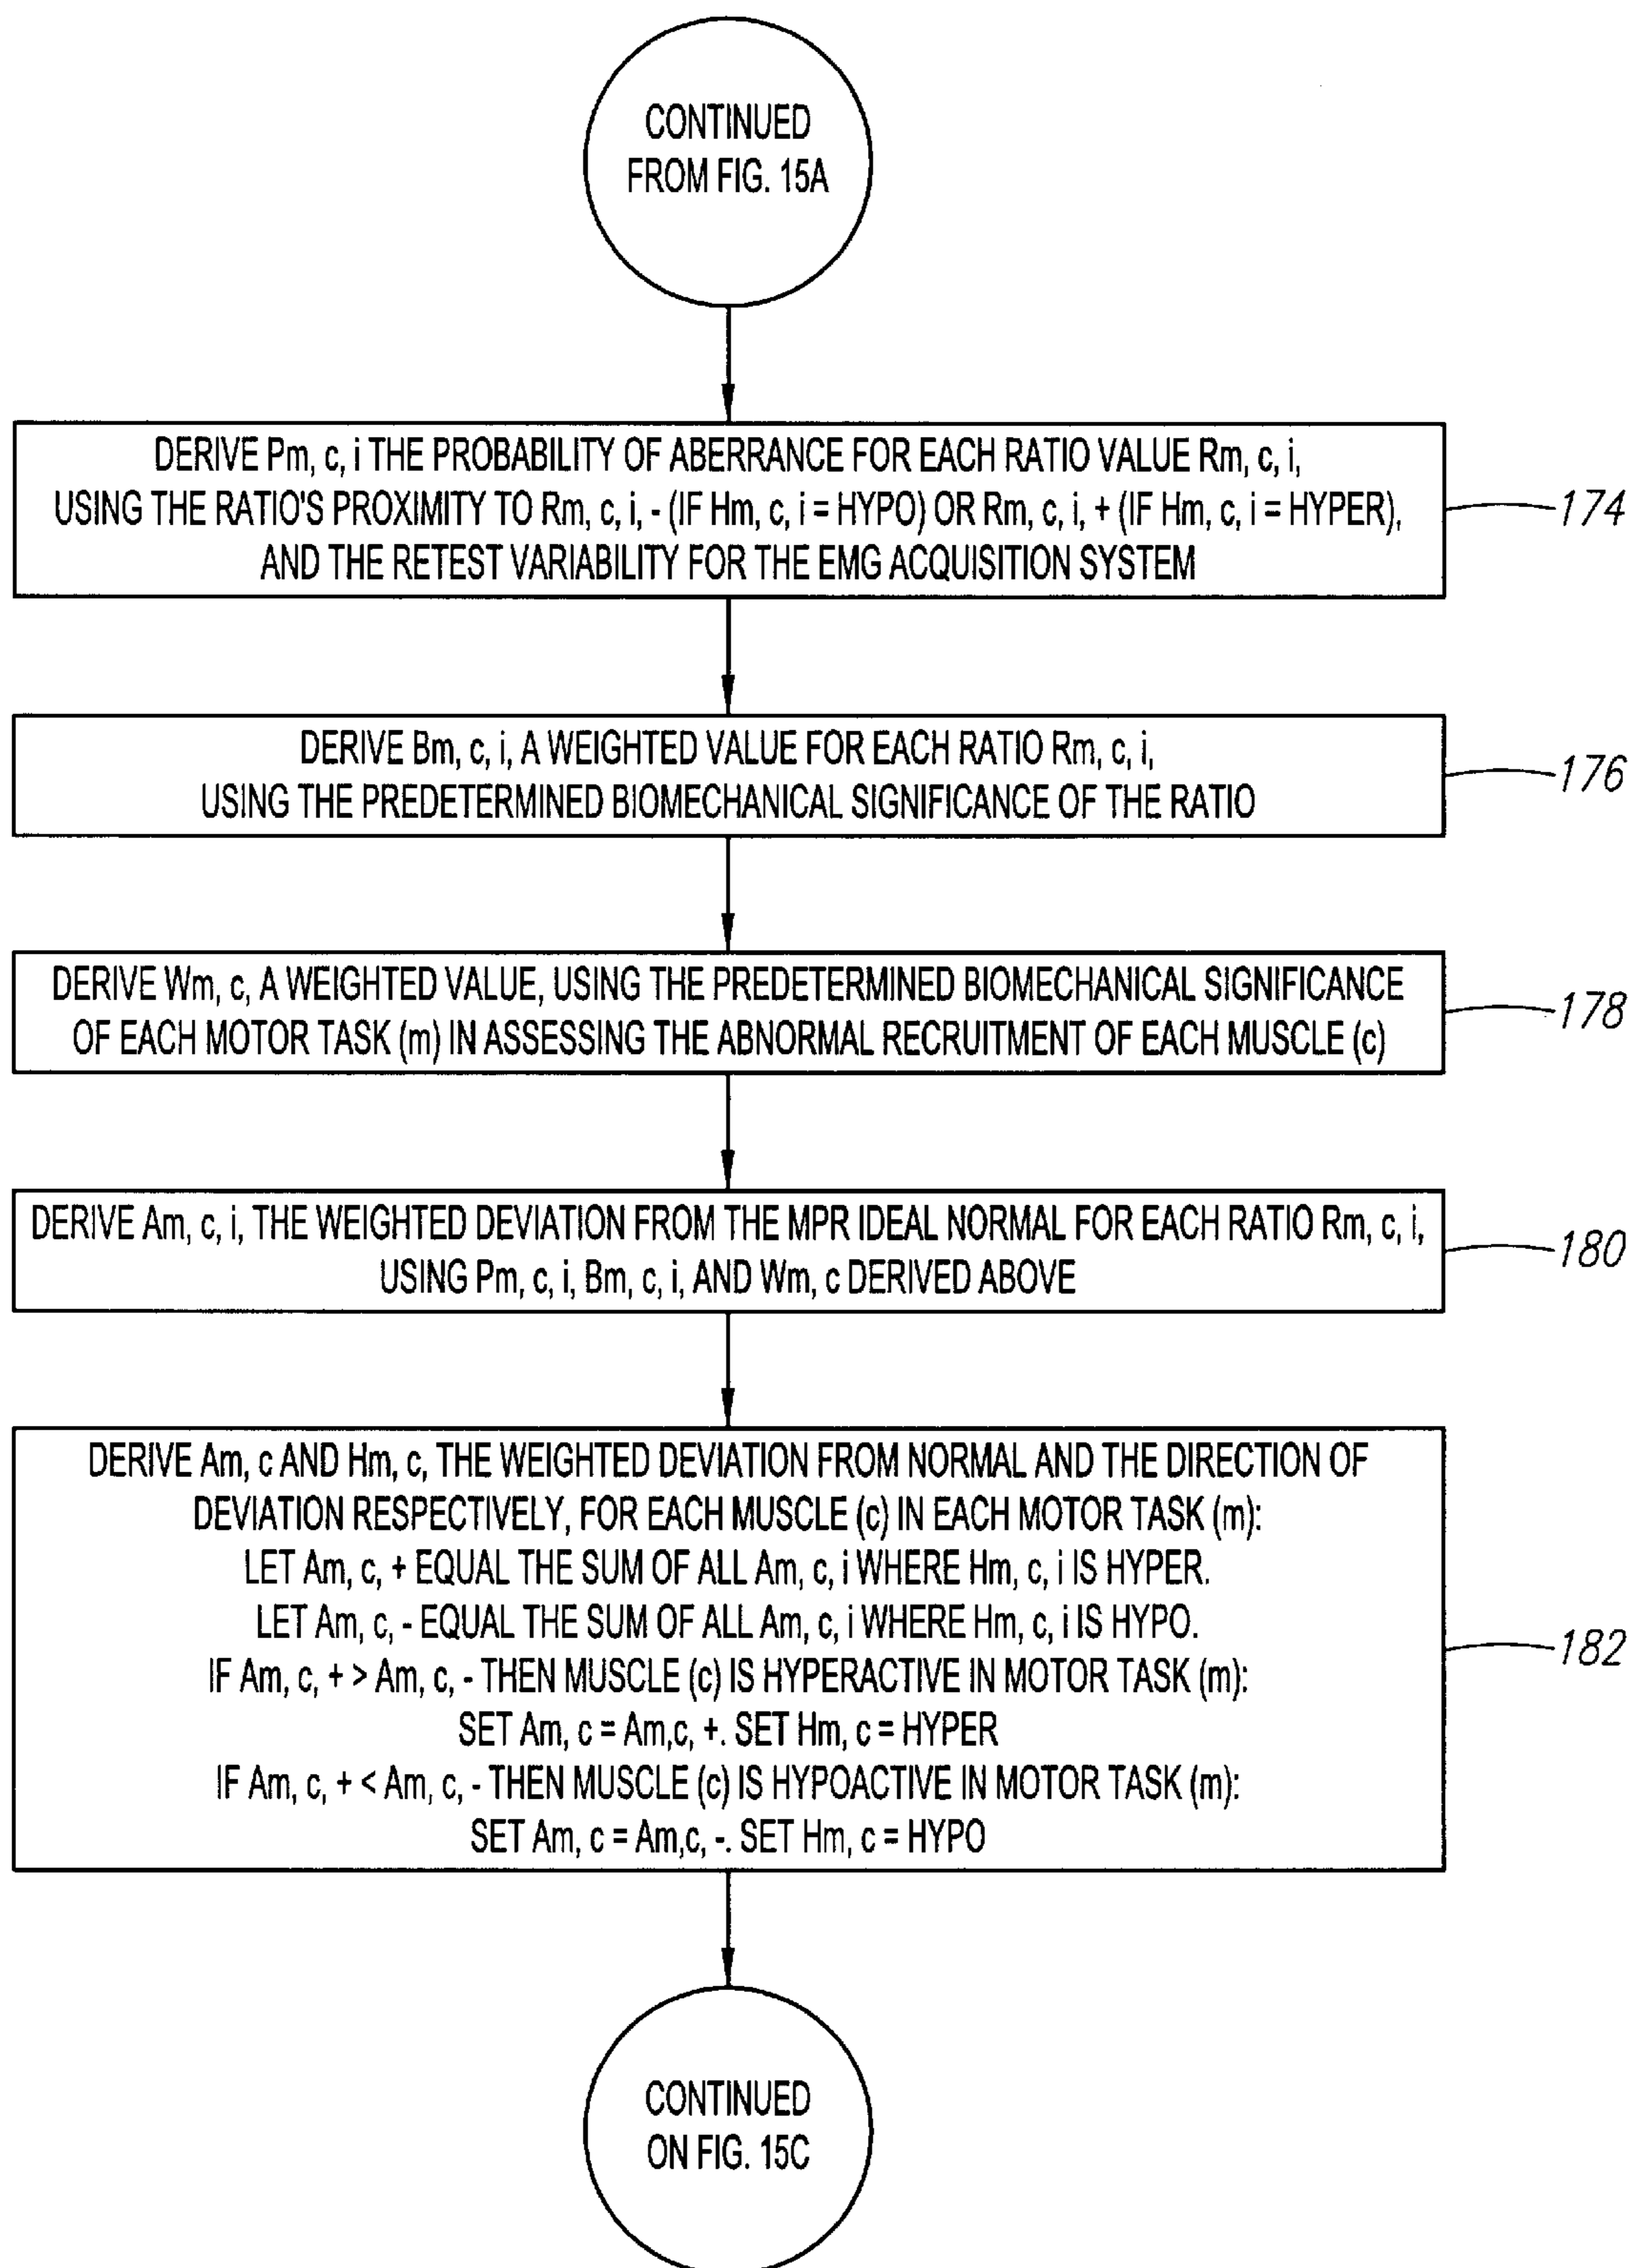 CONTINUED
FROM FIG. 15A
DERIVE Pm, c, i THE PROBABILITY OF ABERRANCE FOR EACH RATIO VALUE Rm, c, i,
USING THE RATIO'S PROXIMITY TO Rm, c, i, - (IF Hm, c, i = HYPO) OR Rm, c, i, + (IF Hm, c, i = HYPER),
AND THE RETEST VARIABILITY FOR THE EMG ACQUISITION SYSTEM
174
DERIVE Bm, c, i, A WEIGHTED VALUE FOR EACH RATIO Rm, c, i,
USING THE PREDETERMINED BIOMECHANICAL SIGNIFICANCE OF THE RATIO
176
DERIVE Wm, c, A WEIGHTED VALUE, USING THE PREDETERMINED BIOMECHANICAL SIGNIFICANCE
OF EACH MOTOR TASK (m) IN ASSESSING THE ABNORMAL RECRUITMENT OF EACH MUSCLE (c)
178
DERIVE Am, c, i, THE WEIGHTED DEVIATION FROM THE MPR IDEAL NORMAL FOR EACH RATIO Rm, c, i,
USING Pm, c, i, Bm, c, i, AND Wm, c DERIVED ABOVE
180
DERIVE Am, c AND Hm, c, THE WEIGHTED DEVIATION FROM NORMAL AND THE DIRECTION OF
DEVIATION RESPECTIVELY, FOR EACH MUSCLE (c) IN EACH MOTOR TASK (m):
LET Am, c, + EQUAL THE SUM OF ALL Am, c, i WHERE Hm, c, i IS HYPER.
LET Am, c, - EQUAL THE SUM OF ALL Am, c, i WHERE Hm, c, i IS HYPO.
IF Am, c, + > Am, c, - THEN MUSCLE (c) IS HYPERACTIVE IN MOTOR TASK (m):
SET Am, c = Am,c, +. SET Hm, c = HYPER
IF Am, c, + < Am, c, - THEN MUSCLE (c) IS HYPOACTIVE IN MOTOR TASK (m):
SET Am, c = Am,c, -. SET Hm, c = HYPO
182
CONTINUED
ON FIG. 15C